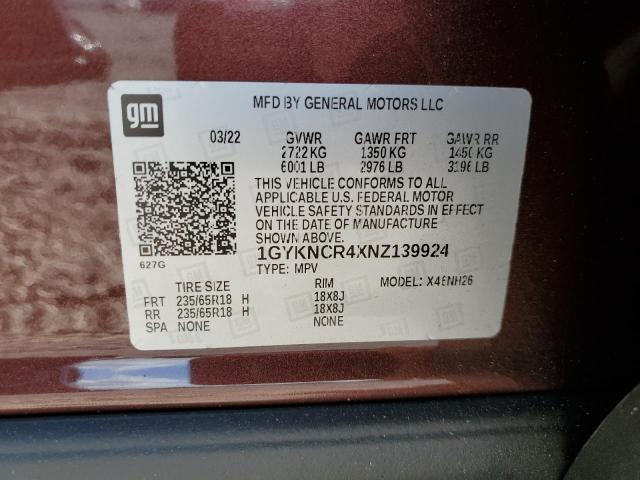 gm
MFD BY GENERAL MOTORS LLC
03/22 GVWR GAWR FRT GAWR RR
2722 KG 1350 KG 1450 KG
6001 LB 2976 LB 3196 LB
THIS VEHICLE CONFORMS TO ALL
APPLICABLE U.S. FEDERAL MOTOR
VEHICLE SAFETY STANDARDS IN EFFECT
ON THE DATE OF MANUFACTURE
SHOWN ABOVE.
1GYKNCR4XNZ139924
627G TYPE: MPV
TIRE SIZE RIM MODEL: X46NH26
FRT 235/65R18 H 18X8J
RR 235/65R18 H 18X8J
SPA NONE NONE